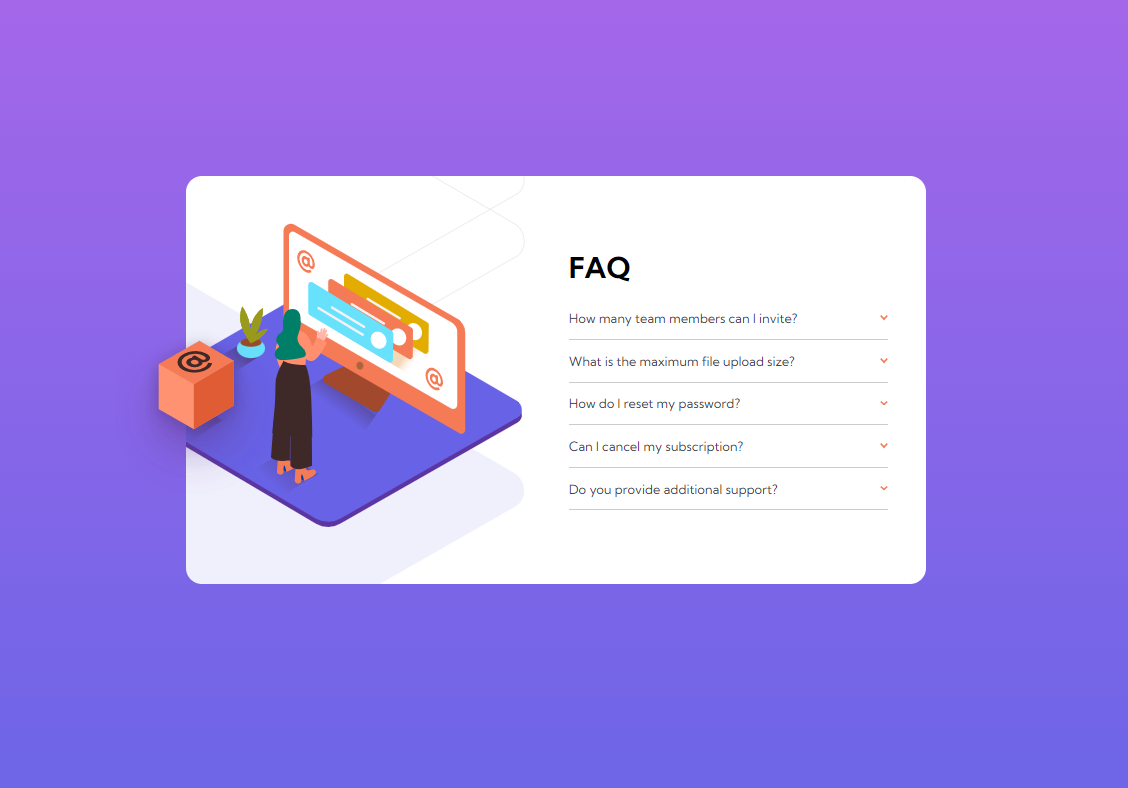 @
@
@
FAQ
How many team members can I invite?
What is the maximum file upload size?
How do I reset my password?
Can I cancel my subscription?
Do you provide additional support?